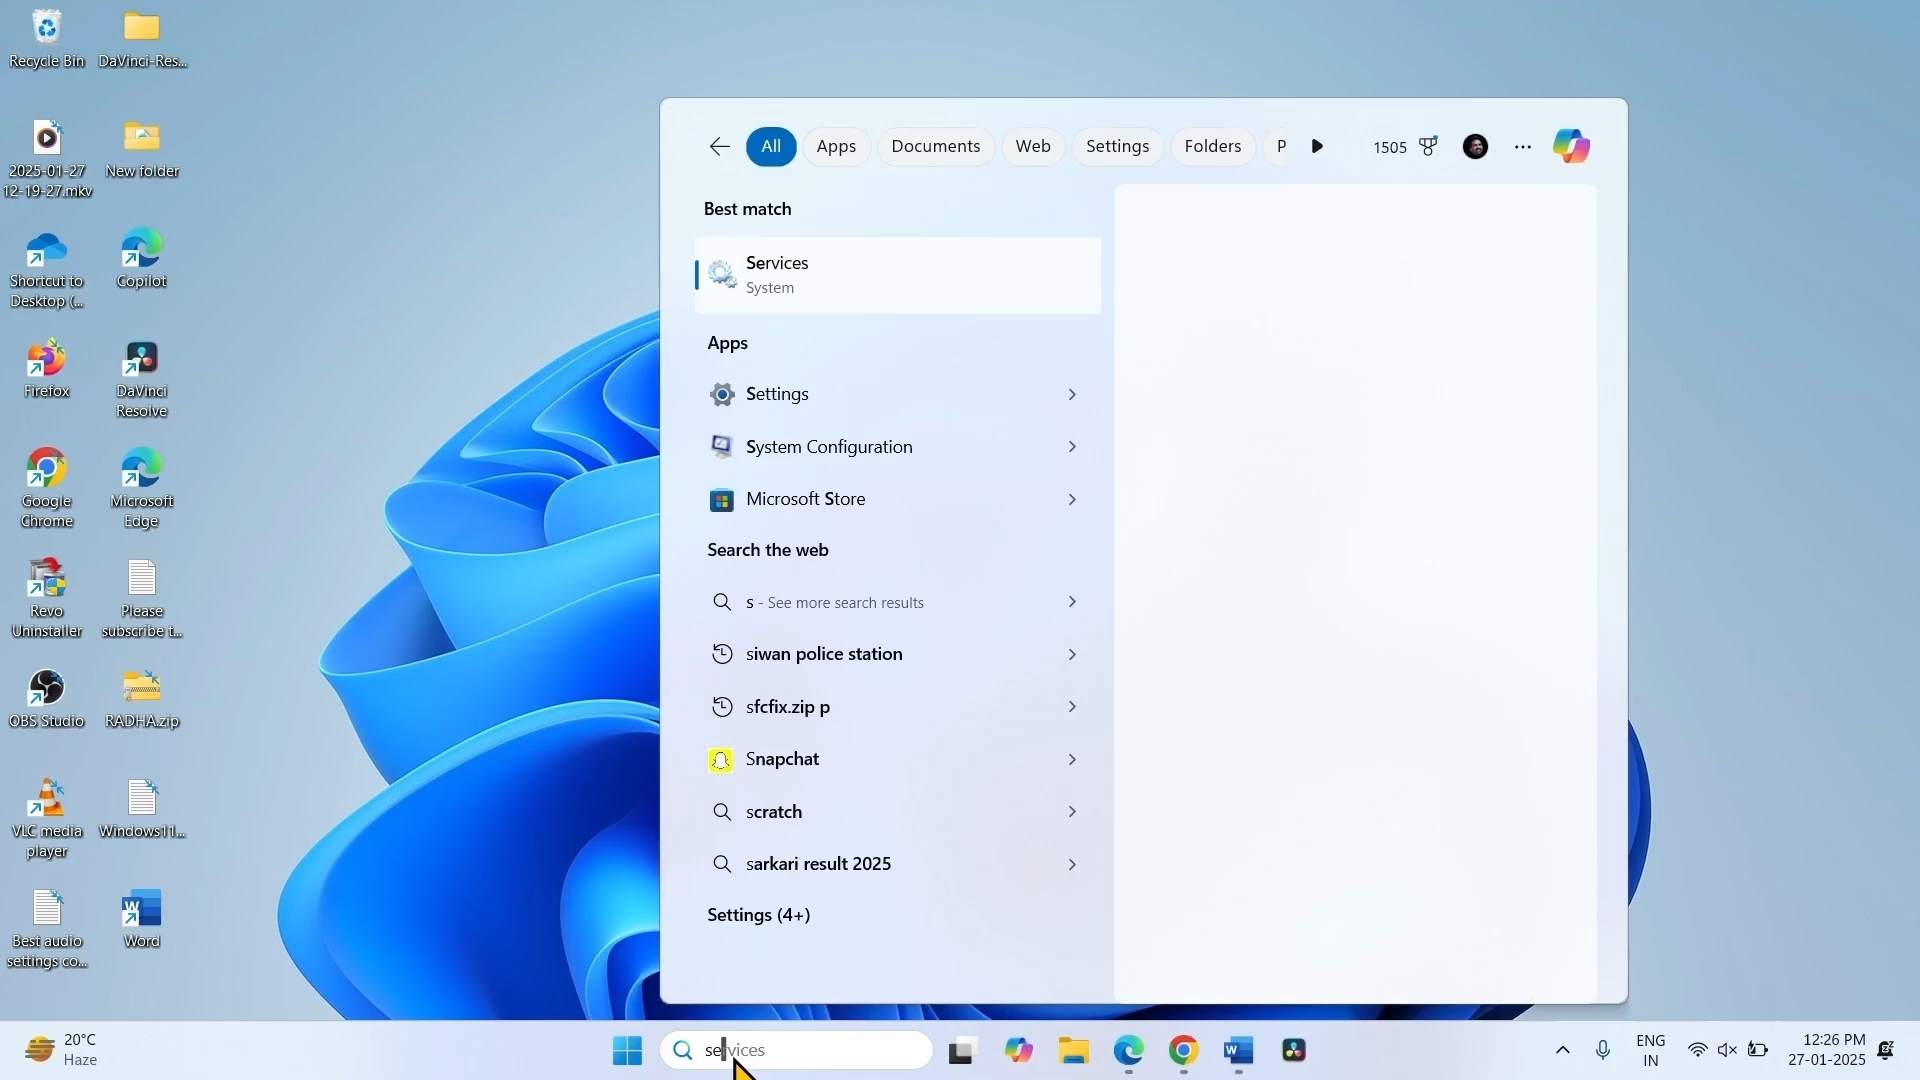 Recycle Bin
DaVinci-Res...
2025-01-27
12-19-27.mkv
New folder
Shortcut to
Desktop (...
Copilot
Firefox
DaVinci
Resolve
Google
Chrome
Microsoft
Edge
Revo
Uninstaller
Please
subscribe t...
OBS Studio
RADHA.zip
VLC media
player
Windows11...
Best audio
settings co...
Word
All
Apps
Documents
Web
Settings
Folders
P
1505
Best match
Services
System
Apps
Settings
System Configuration
Microsoft Store
Search the web
s - See more search results
siwan police station
sfcfix.zip p
Snapchat
scratch
sarkari result 2025
Settings (4+)
20°C
Haze
services
ENG
IN
12:26 PM
27-01-2025